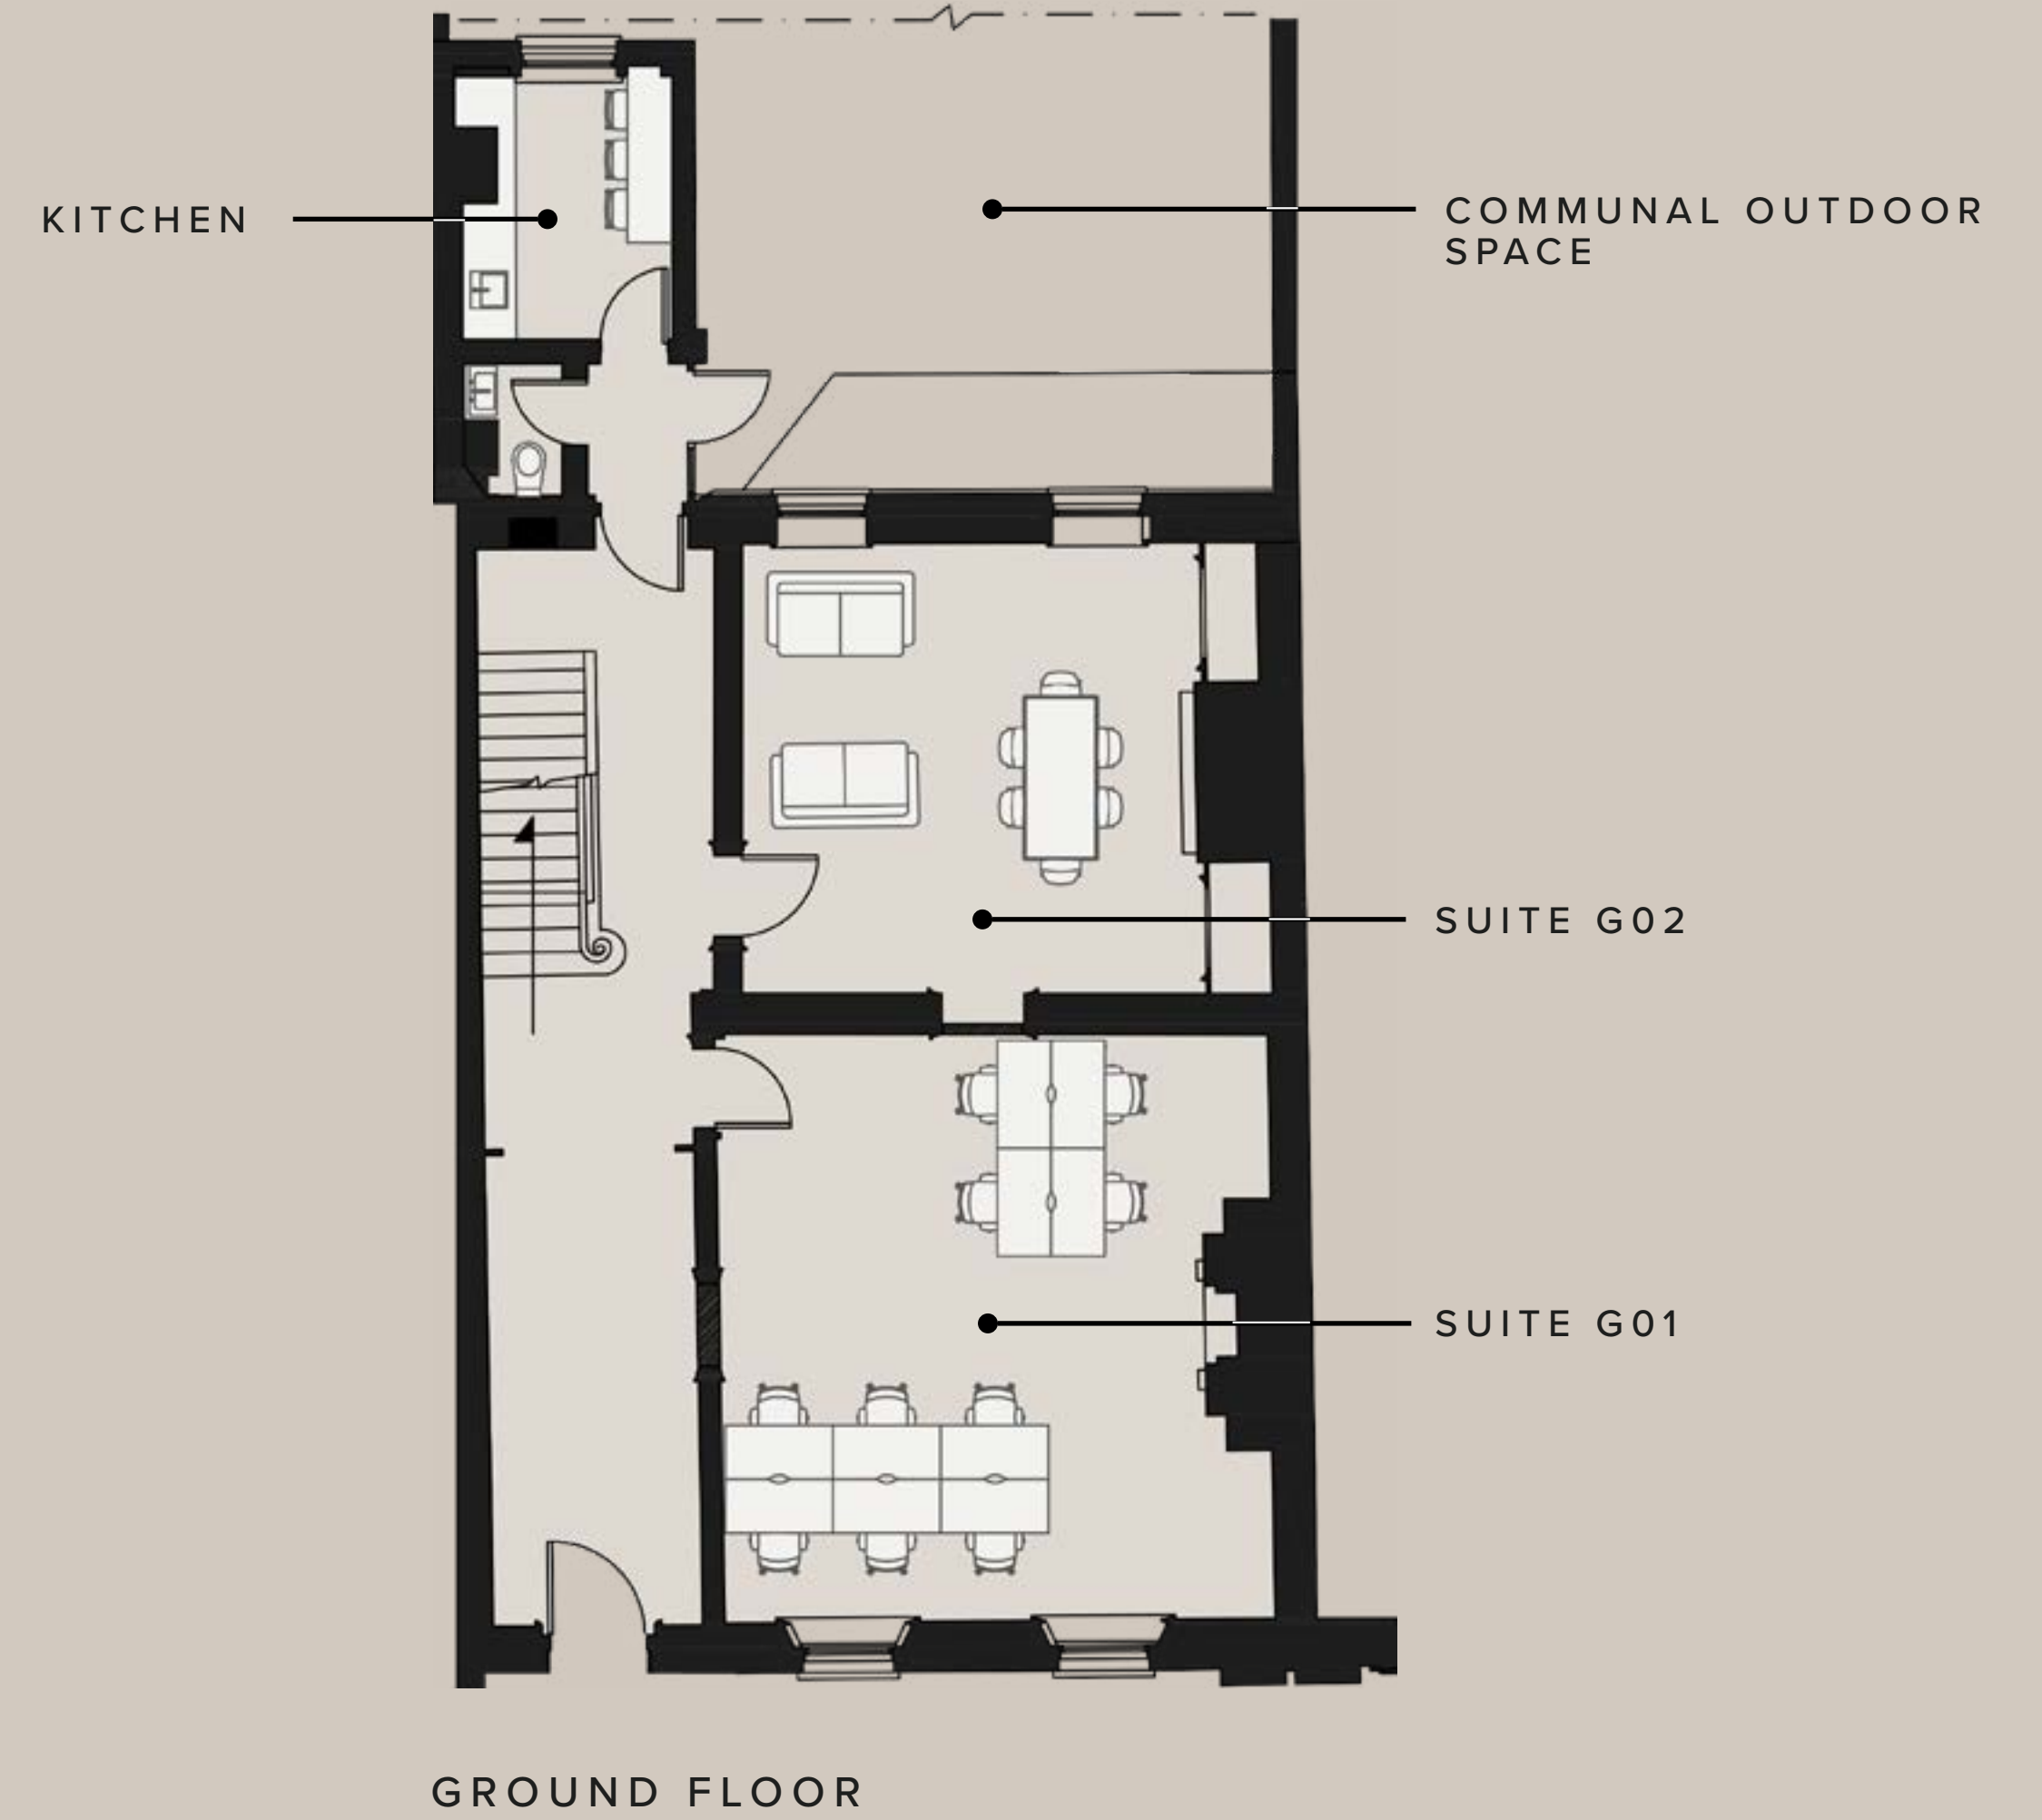 KITCHEN
COMMUNAL OUTDOOR
SPACE
SUITE G02
SUITE G01
GROUND FLOOR